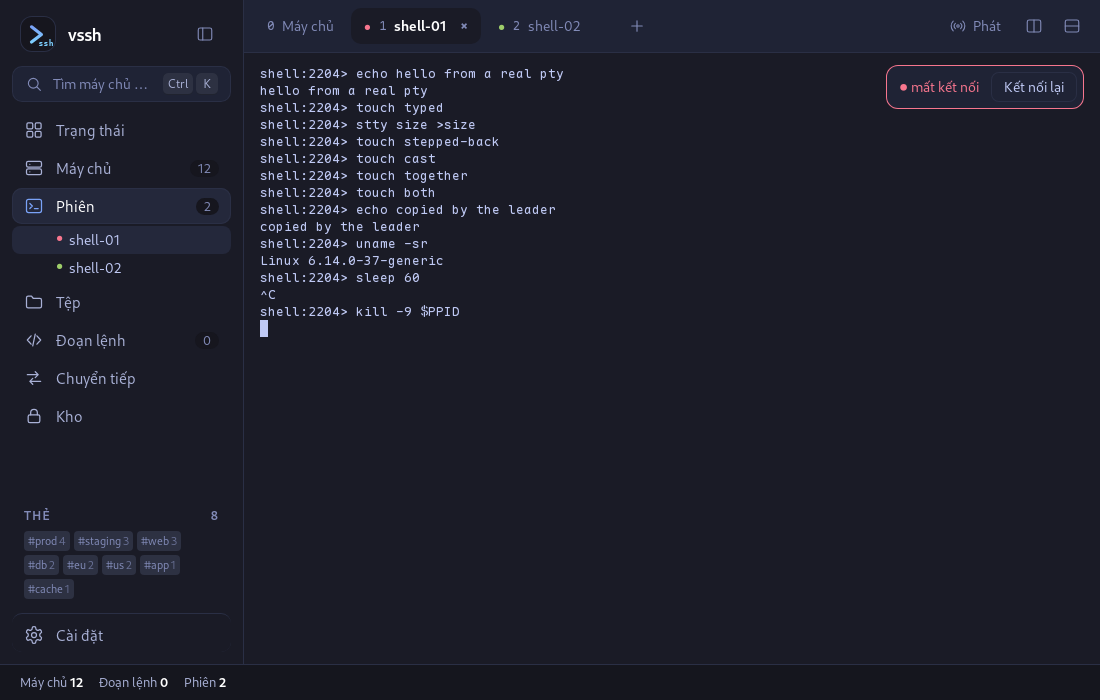 ssh
vssh
Tìm máy chủ ... Ctrl K
Trạng thái
Máy chủ 12
Phiên 2
shell-01
shell-02
Tệp
Đoạn lệnh 0
Chuyển tiếp
Kho
THẺ 8
#prod 4 #staging 3 #web 3
#db 2 #eu 2 #us 2 #app 1
#cache 1
Cài đặt
0 Máy chủ 1 shell-01 × 2 shell-02 + Phát
shell:2204> echo hello from a real pty
hello from a real pty
shell:2204> touch typed
shell:2204> stty size >size
shell:2204> touch stepped-back
shell:2204> touch cast
shell:2204> touch together
shell:2204> touch both
shell:2204> echo copied by the leader
copied by the leader
shell:2204> uname -sr
Linux 6.14.0-37-generic
shell:2204> sleep 60
^C
shell:2204> kill -9 $PPID
mất kết nối Kết nối lại
Máy chủ 12 Đoạn lệnh 0 Phiên 2